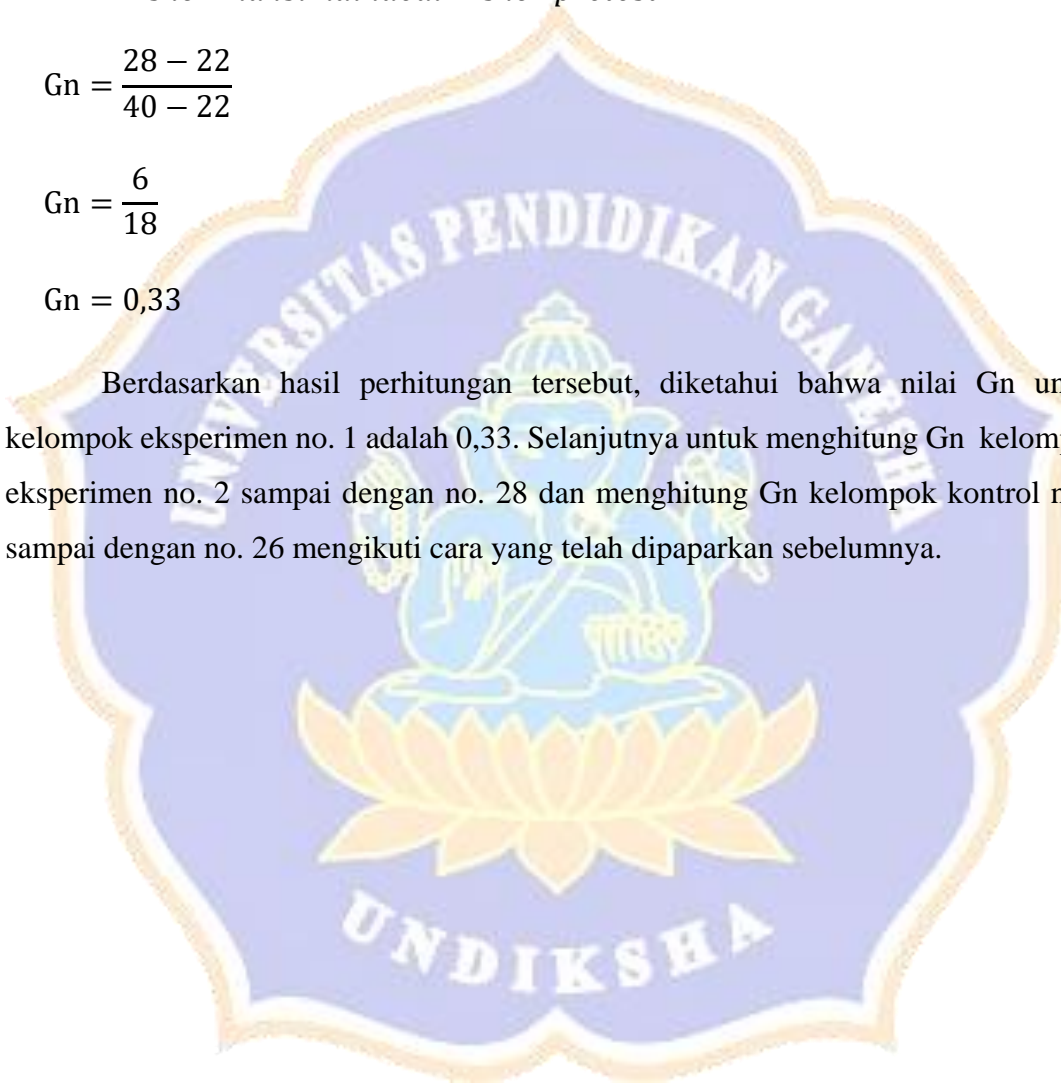 Gn = 28 − 22 / 40 − 22
Gn = 6 / 18
Gn = 0,33
UNIVERSITAS PENDIDIKAN GANESHA
Berdasarkan hasil perhitungan tersebut, diketahui bahwa nilai Gn un
kelompok eksperimen no. 1 adalah 0,33. Selanjutnya untuk menghitung Gn kelomp
eksperimen no. 2 sampai dengan no. 28 dan menghitung Gn kelompok kontrol n
sampai dengan no. 26 mengikuti cara yang telah dipaparkan sebelumnya.
UNDIKSHA